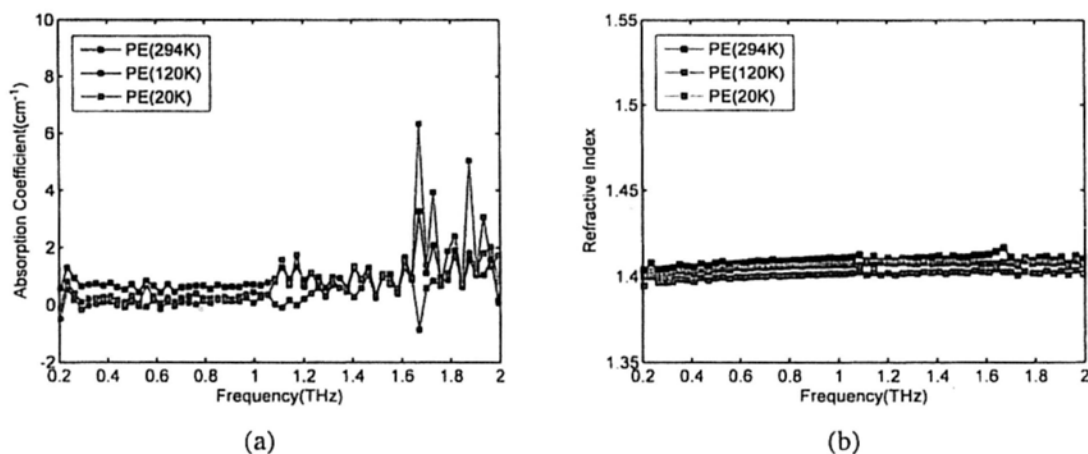 10
8
6
4
2
0
-2
Absorption Coefficient(cm⁻¹)
PE(294K)
PE(120K)
PE(20K)
0.2 0.4 0.6 0.8 1 1.2 1.4 1.6 1.8 2
Frequency(THz)
(a)
1.55
1.5
1.45
1.4
1.35
Refractive Index
PE(294K)
PE(120K)
PE(20K)
0.2 0.4 0.6 0.8 1 1.2 1.4 1.6 1.8 2
Frequency(THz)
(b)